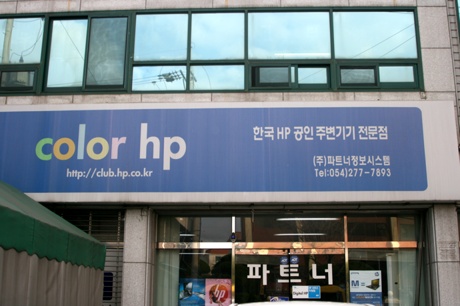 color hp
http://club.hp.co.kr
한국 HP 공인 주변기기 전문점
(주)파트너정보시스템
Tel:054)277-7893
파트너
hp